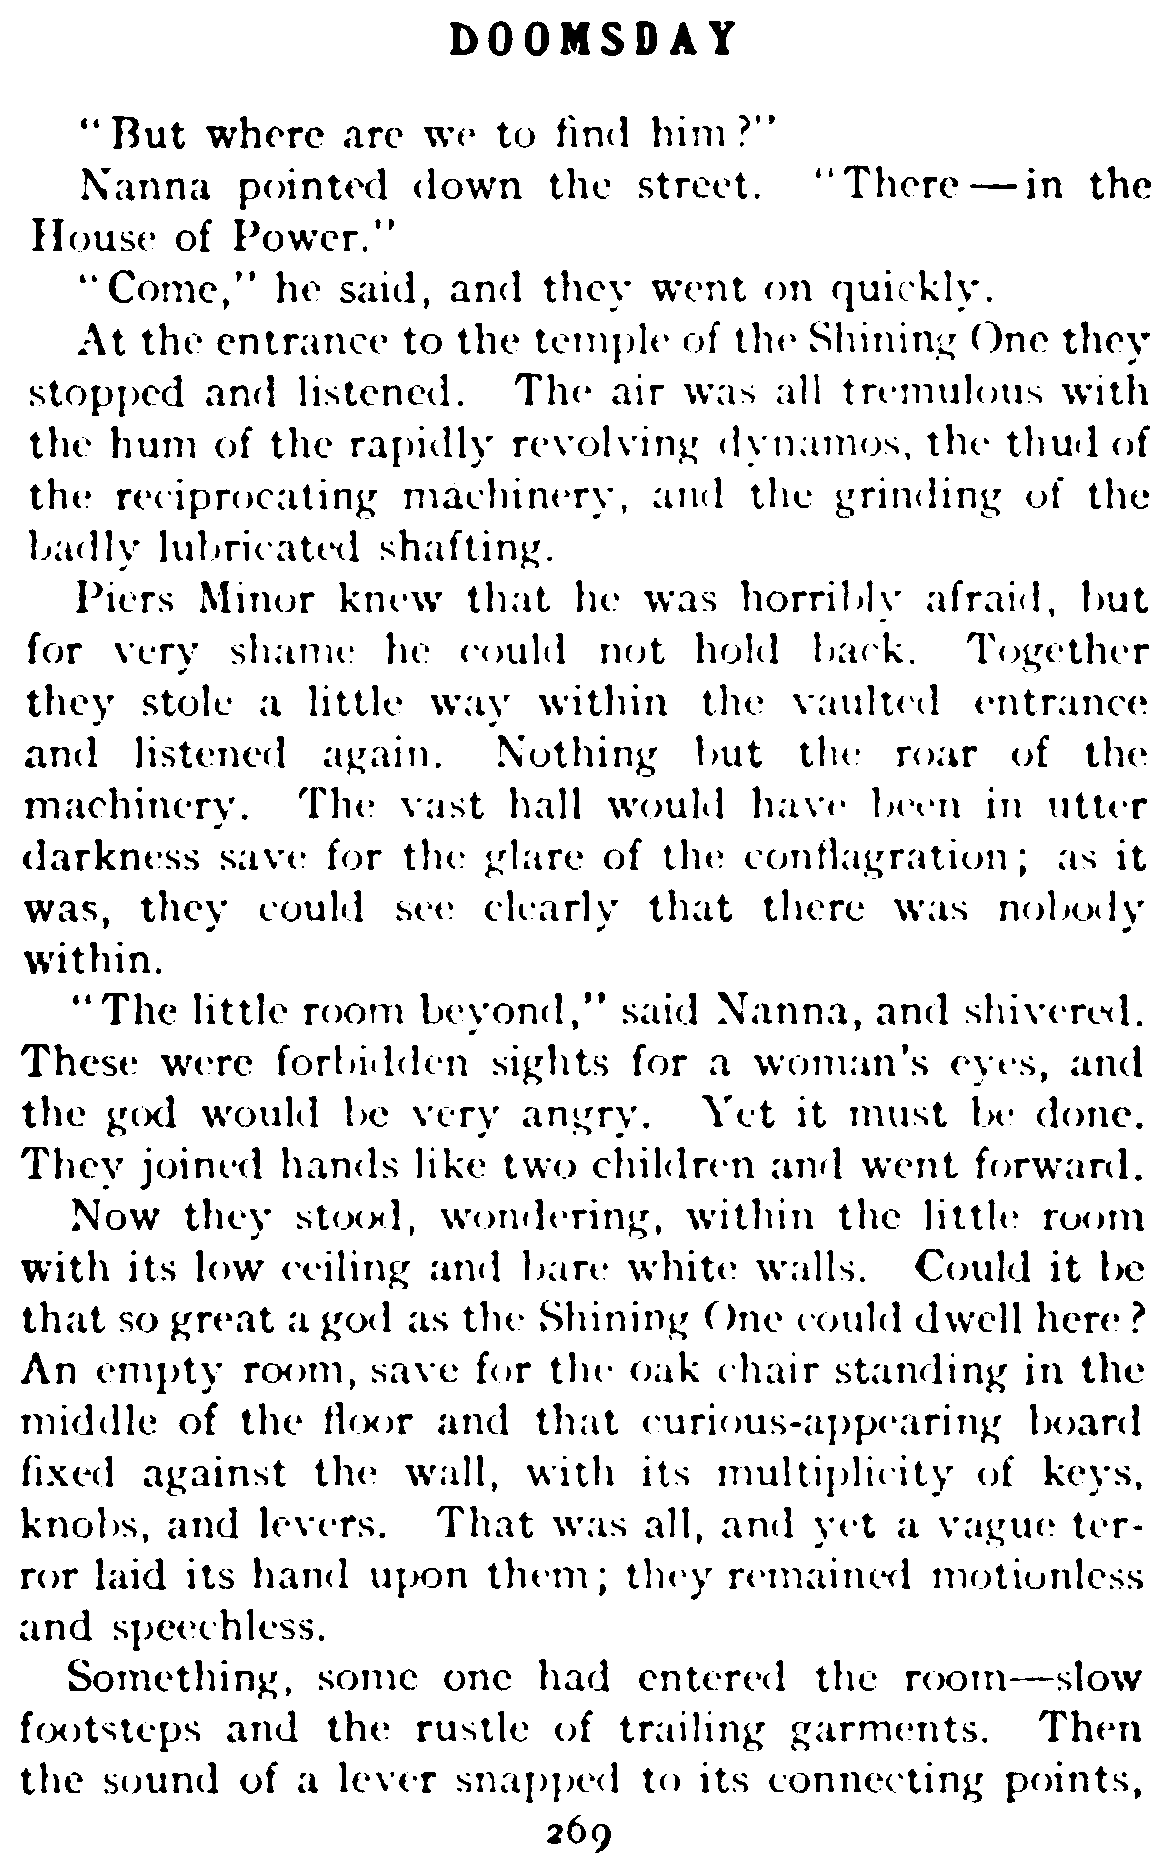 DOOMSDAY
"But where are we to find him?"
Nanna pointed down the street. "There—in the
House of Power."
"Come," he said, and they went on quickly.
At the entrance to the temple of the Shining One they
stopped and listened. The air was all tremulous with
the hum of the rapidly revolving dynamos, the thud of
the reciprocating machinery, and the grinding of the
badly lubricated shafting.
Piers Minor knew that he was horribly afraid, but
for very shame he could not hold back. Together
they stole a little way within the vaulted entrance
and listened again. Nothing but the roar of the
machinery. The vast hall would have been in utter
darkness save for the glare of the conflagration; as it
was, they could see clearly that there was nobody
within.
"The little room beyond," said Nanna, and shivered.
These were forbidden sights for a woman's eyes, and
the god would be very angry. Yet it must be done.
They joined hands like two children and went forward.
Now they stood, wondering, within the little room
with its low ceiling and bare white walls. Could it be
that so great a god as the Shining One could dwell here?
An empty room, save for the oak chair standing in the
middle of the floor and that curious-appearing board
fixed against the wall, with its multiplicity of keys,
knobs, and levers. That was all, and yet a vague ter-
ror laid its hand upon them; they remained motionless
and speechless.
Something, some one had entered the room—slow
footsteps and the rustle of trailing garments. Then
the sound of a lever snapped to its connecting points,
269